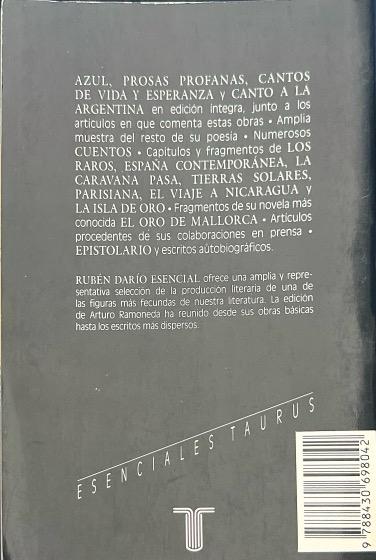 AZUL, PROSAS PROFANAS, CANTOS
DE VIDA Y ESPERANZA y CANTO A LA
ARGENTINA en edición íntegra, junto a los
artículos en que comenta estas obras • Amplia
muestra del resto de su poesía • Numerosos
CUENTOS • Capítulos y fragmentos de LOS
RAROS, ESPAÑA CONTEMPORÁNEA, LA
CARAVANA PASA, TIERRAS SOLARES,
PARISIANA, EL VIAJE A NICARAGUA y
LA ISLA DE ORO • Fragmentos de su novela más
conocida EL ORO DE MALLORCA • Artículos
procedentes de sus colaboraciones en prensa •
EPISTOLARIO y escritos autobiográficos.
RUBÉN DARÍO ESENCIAL ofrece una amplia y repre-
sentativa selección de la producción literaria de una de
las figuras más fecundas de nuestra literatura. La edición
de Arturo Ramoneda ha reunido desde sus obras básicas
hasta los escritos más dispersos.
ESENCIALES TAURUS
9 788430 698042